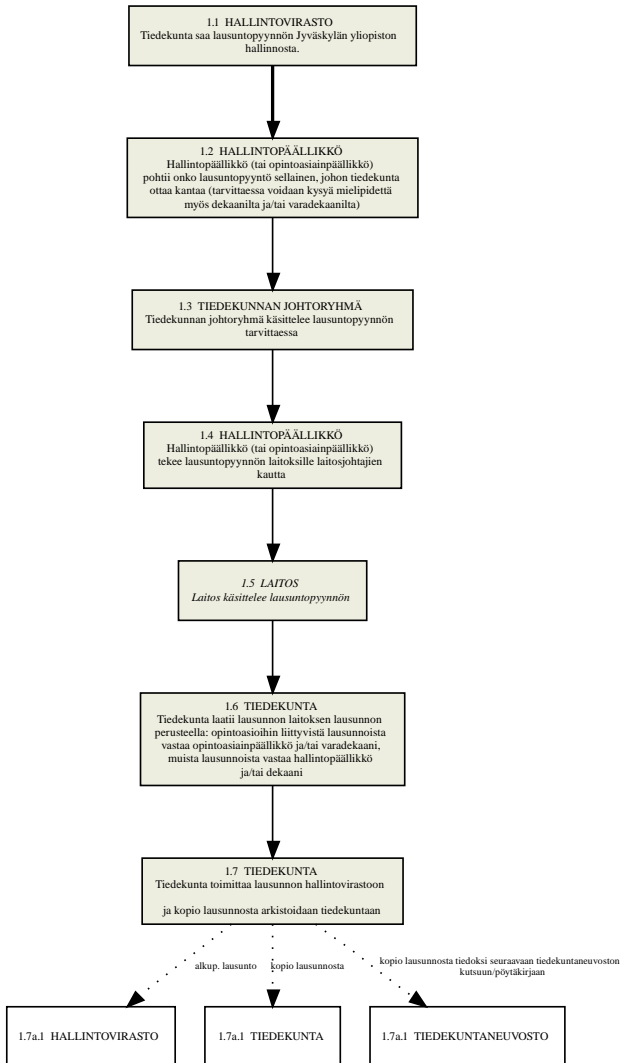 1.1 HALLINTOVIRASTO
Tiedekunta saa lausuntopyynnön Jyväskylän yliopiston
hallinnosta.
1.2 HALLINTOPÄÄLLIKKÖ
Hallintopäällikkö (tai opintoasiainpäällikkö)
pohtii onko lausuntopyyntö sellainen, johon tiedekunta
ottaa kantaa (tarvittaessa voidaan kysyä mielipidettä
myös dekaanilta ja/tai varadekaanilta)
1.3 TIEDEKUNNAN JOHTORYHMÄ
Tiedekunnan johtoryhmä käsittelee lausuntopyynnön
tarvittaessa
1.4 HALLINTOPÄÄLLIKKÖ
Hallintopäällikkö (tai opintoasiainpäällikkö)
tekee lausuntopyynnön laitoksille laitosjohtajien
kautta
1.5 LAITOS
Laitos käsittelee lausuntopyynnön
1.6 TIEDEKUNTA
Tiedekunta laatii lausunnon laitoksen lausunnon
perusteella: opintoasioihin liittyvistä lausunnoista
vastaa opintoasiainpäällikkö ja/tai varadekaani,
muista lausunnoista vastaa hallintopäällikkö
ja/tai dekaani
1.7 TIEDEKUNTA
Tiedekunta toimittaa lausunnon hallintovirastoon
ja kopio lausunnosta arkistoidaan tiedekuntaan
alkup. lausunto
kopio lausunnosta
kopio lausunnosta tiedoksi seuraavaan tiedekuntaneuvoston
kutsuun/pöytäkirjaan
1.7a.1 HALLINTOVIRASTO
1.7a.1 TIEDEKUNTA
1.7a.1 TIEDEKUNTANEUVOSTO